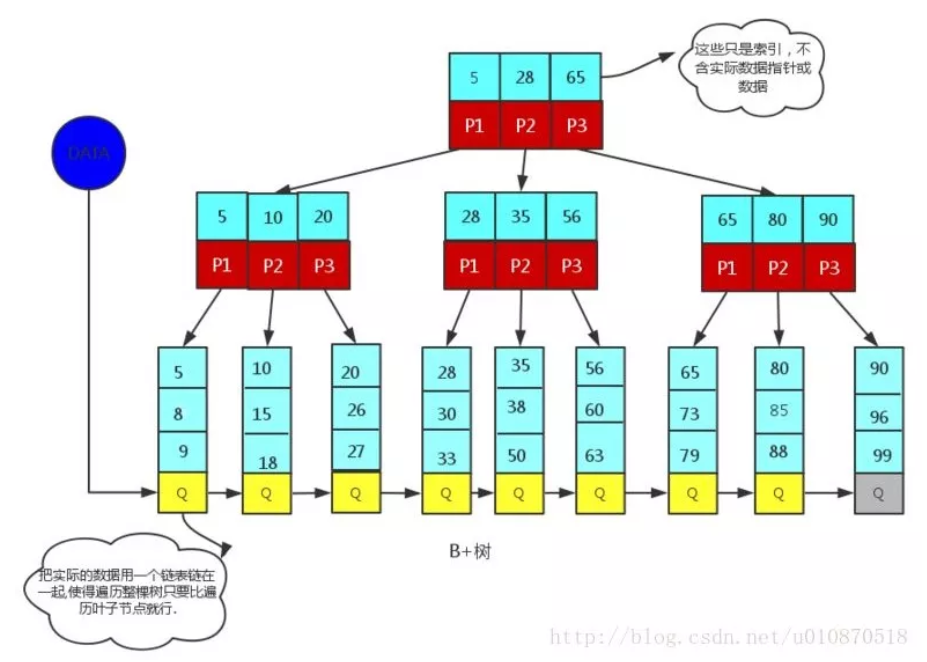 这些只是索引，不
含实际数据指针或
数据
5 28 65
P1 P2 P3
DATA
5 10 20
P1 P2 P3
28 35 56
P1 P2 P3
65 80 90
P1 P2 P3
5 10 20 28 35 56 65 80 90
8 15 26 30 38 60 73 85 96
9 18 27 33 50 63 79 88 99
Q Q Q Q Q Q Q Q Q
B+树
把实际的数据用一个链表链在
一起,使得遍历整棵树只要比遍
历叶子节点就行.
http://blog.csdn.net/u010870518